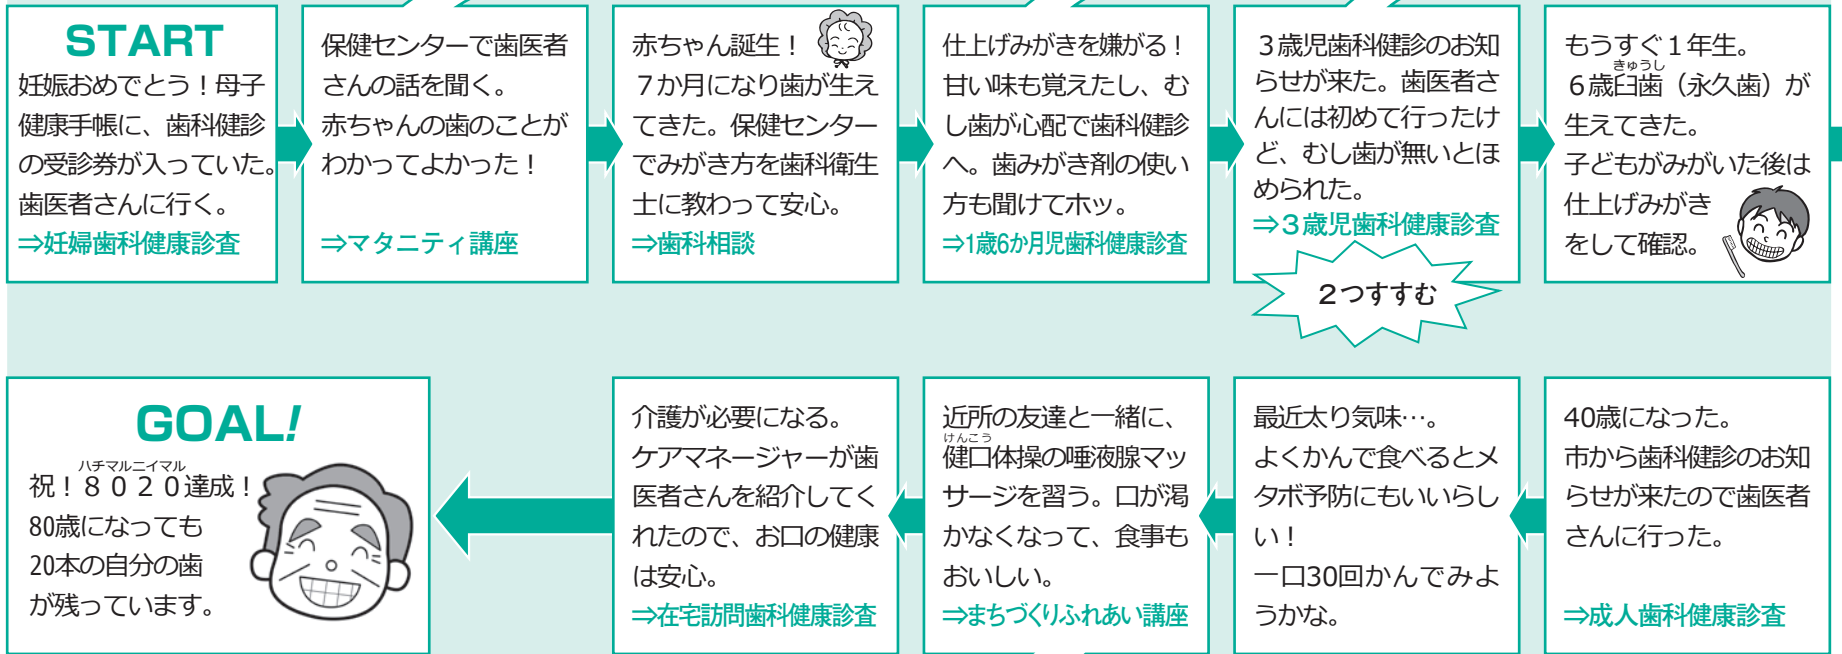 START
妊娠おめでとう！母子
健康手帳に、歯科健診
の受診券が入っていた。
歯医者さんに行く。
⇒妊婦歯科健康診査
保健センターで歯医者
さんの話を聞く。
赤ちゃんの歯のことが
わかってよかった！
⇒マタニティ講座
赤ちゃん誕生！
７か月になり歯が生え
てきた。保健センター
でみがき方を歯科衛生
士に教わって安心。
⇒歯科相談
仕上げみがきを嫌がる！
甘い味も覚えたし、む
し歯が心配で歯科健診
へ。歯みがき剤の使い
方も聞けてホッ。
⇒1歳6か月児歯科健康診査
３歳児歯科健診のお知
らせが来た。歯医者さ
んには初めて行ったけ
ど、むし歯が無いとほ
められた。
⇒３歳児歯科健康診査
２つすすむ
もうすぐ１年生。
きゅうし
６歳臼歯（永久歯）が
生えてきた。
子どもがみがいた後は
仕上げみがき
をして確認。
40歳になった。
市から歯科健診のお知
らせが来たので歯医者
さんに行った。
⇒成人歯科健康診査
最近太り気味…。
よくかんで食べるとメ
タボ予防にもいいらし
い！
一口30回かんでみよ
うかな。
近所の友達と一緒に、
けんこう
健口体操の唾液腺マッ
サージを習う。口が渇
かなくなって、食事も
おいしい。
⇒まちづくりふれあい講座
介護が必要になる。
ケアマネージャーが歯
医者さんを紹介してく
れたので、お口の健康
は安心。
⇒在宅訪問歯科健康診査
GOAL!
ハチマルニイマル
祝！８０２０達成！
80歳になっても
20本の自分の歯
が残っています。